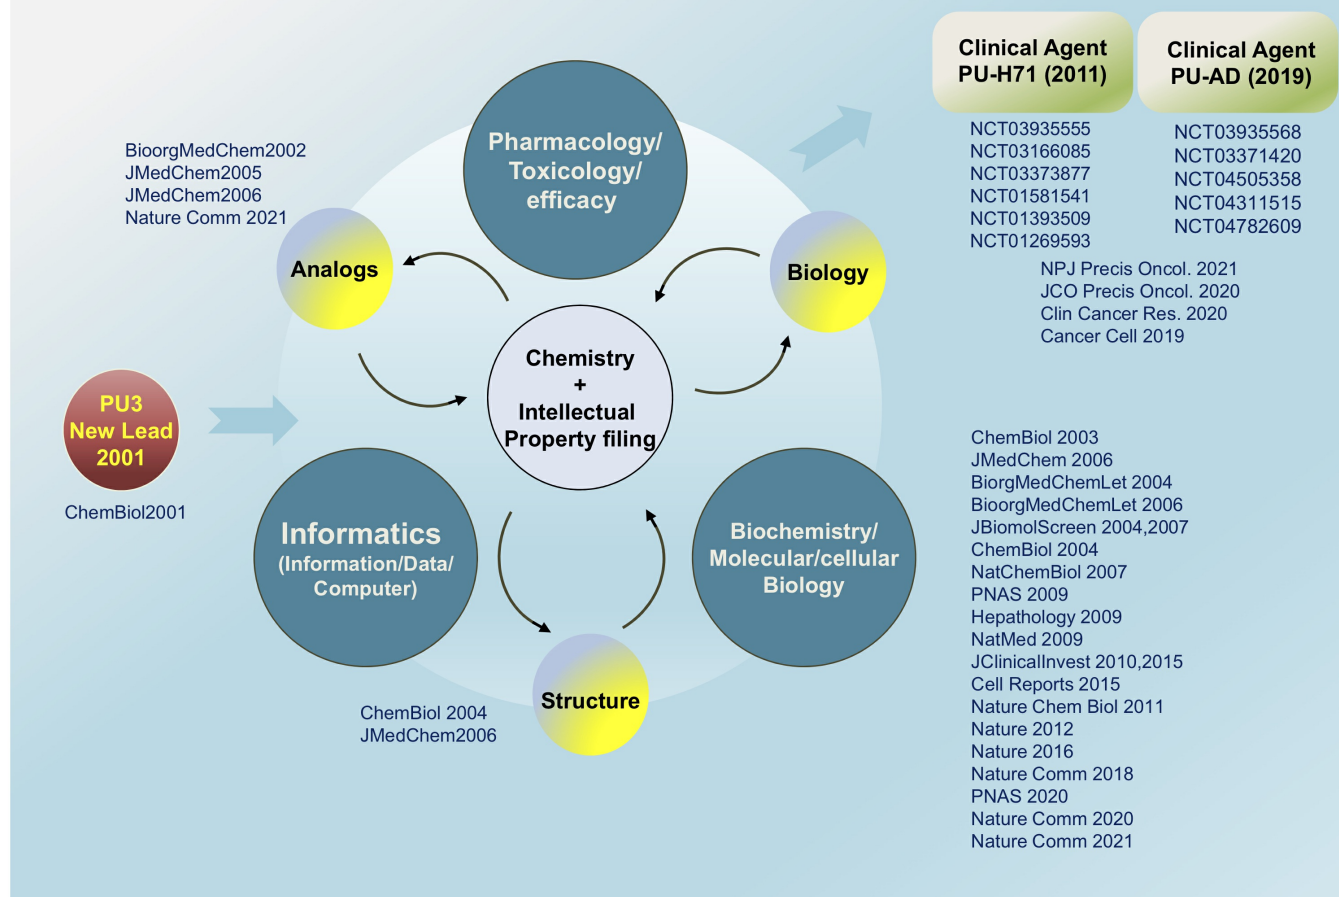 Clinical Agent
PU-H71 (2011)
Clinical Agent
PU-AD (2019)
NCT03935555
NCT03166085
NCT03373877
NCT01581541
NCT01393509
NCT01269593
NCT03935568
NCT03371420
NCT04505358
NCT04311515
NCT04782609
NPJ Precis Oncol. 2021
JCO Precis Oncol. 2020
Clin Cancer Res. 2020
Cancer Cell 2019
Pharmacology/
Toxicology/
efficacy
BioorgMedChem2002
JMedChem2005
JMedChem2006
Nature Comm 2021
Analogs
Biology
Chemistry
+
Intellectual
Property filing
PU3
New Lead
2001
ChemBiol2001
Informatics
(Information/Data/
Computer)
Biochemistry/
Molecular/cellular
Biology
Structure
ChemBiol 2004
JMedChem2006
ChemBiol 2003
JMedChem 2006
BiorgMedChemLet 2004
BioorgMedChemLet 2006
JBiomolScreen 2004,2007
ChemBiol 2004
NatChemBiol 2007
PNAS 2009
Hepathology 2009
NatMed 2009
JClinicalInvest 2010,2015
Cell Reports 2015
Nature Chem Biol 2011
Nature 2012
Nature 2016
Nature Comm 2018
PNAS 2020
Nature Comm 2020
Nature Comm 2021